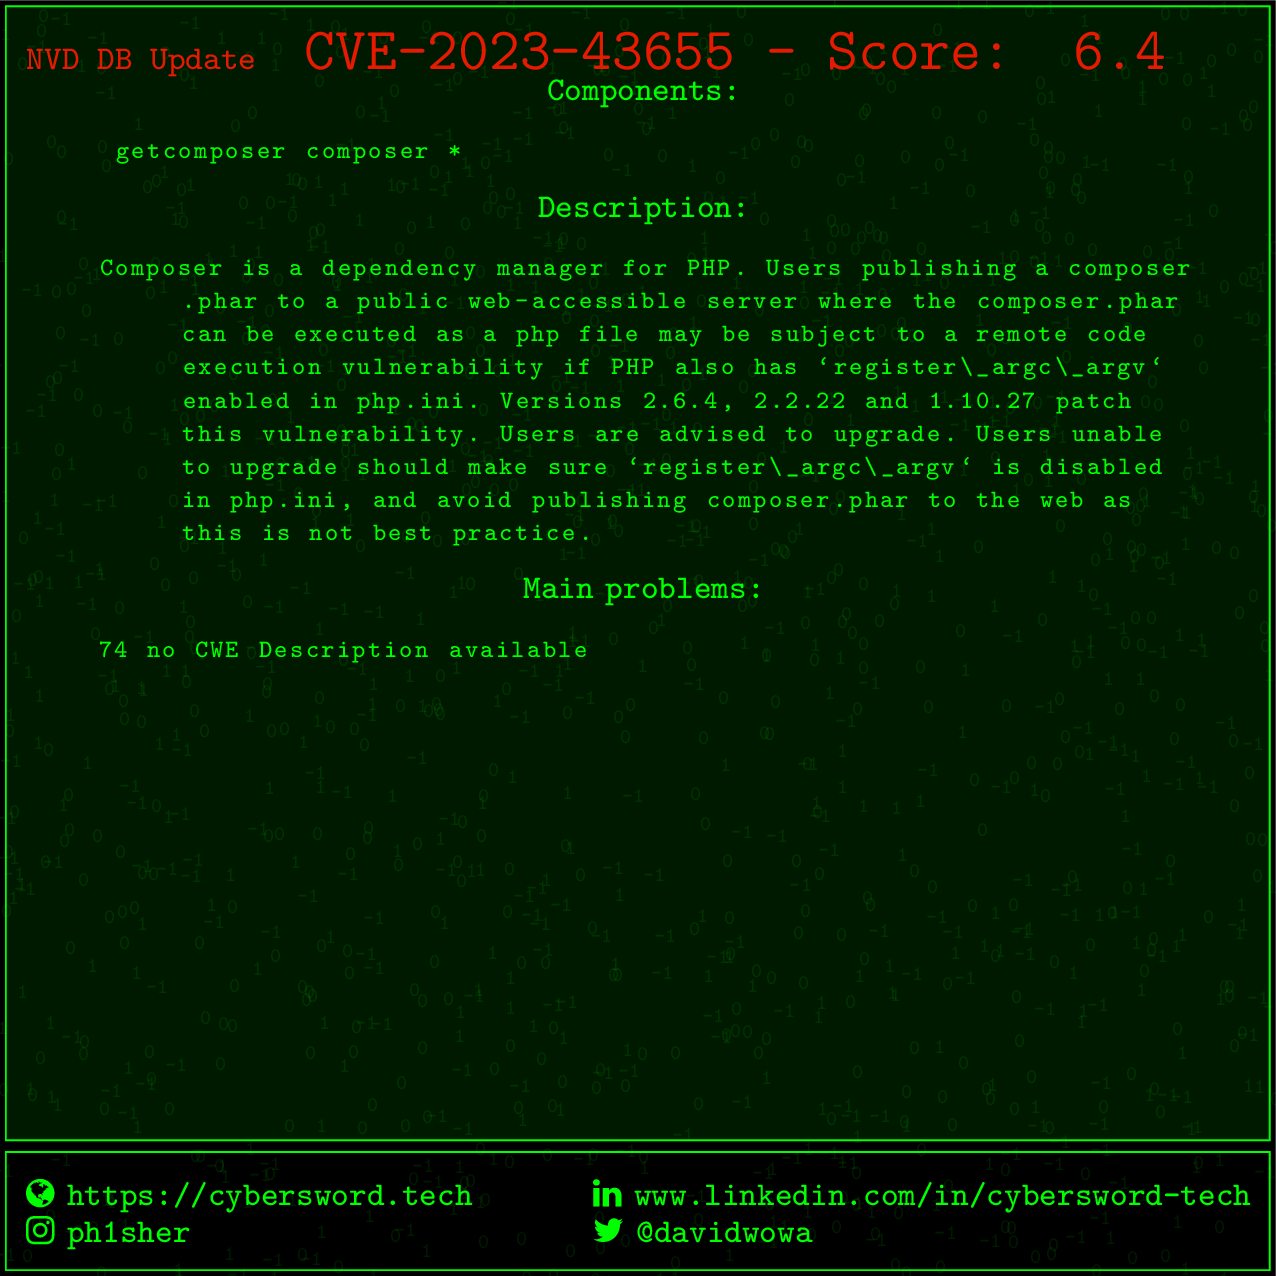 NVD DB Update CVE-2023-43655 - Score: 6.4
Components:
getcomposer composer *
Description:
Composer is a dependency manager for PHP. Users publishing a composer
.phar to a public web-accessible server where the composer.phar
can be executed as a php file may be subject to a remote code
execution vulnerability if PHP also has ‘register\_argc\_argv‘
enabled in php.ini. Versions 2.6.4, 2.2.22 and 1.10.27 patch
this vulnerability. Users are advised to upgrade. Users unable
to upgrade should make sure ‘register\_argc\_argv‘ is disabled
in php.ini, and avoid publishing composer.phar to the web as
this is not best practice.
Main problems:
74 no CWE Description available
https://cybersword.tech
www.linkedin.com/in/cybersword-tech
ph1sher
@davidwowa